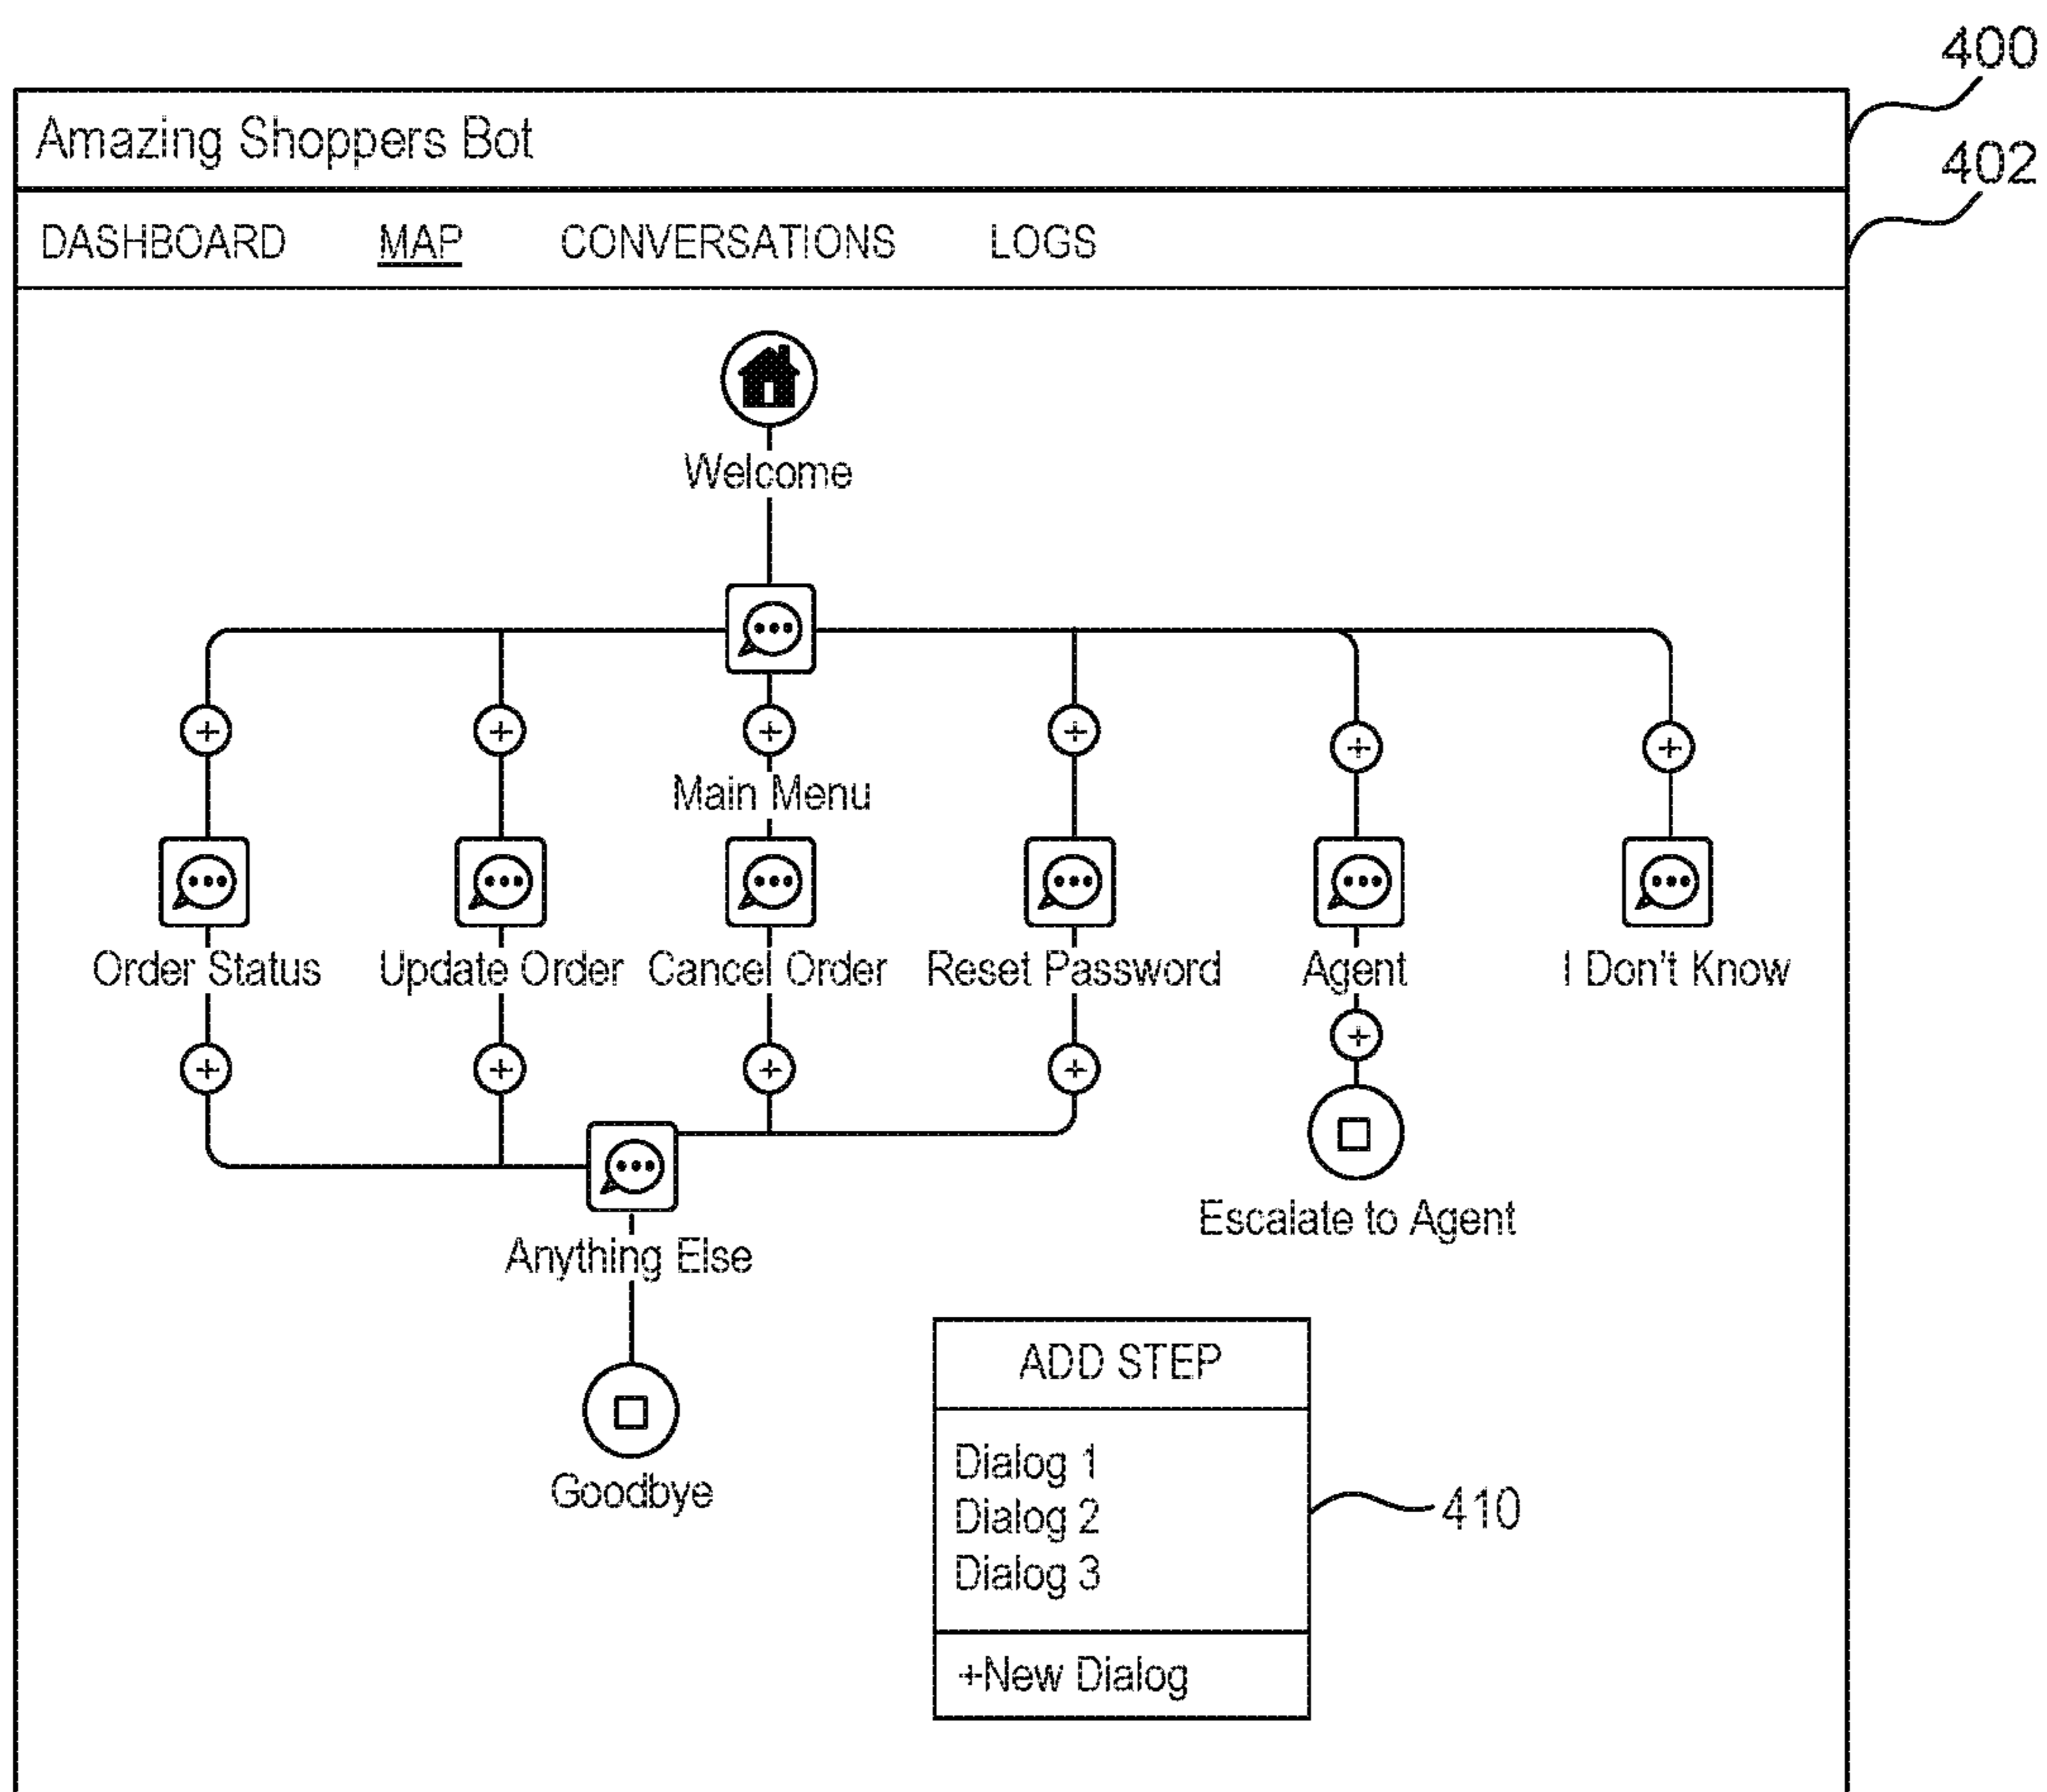 400
Amazing Shoppers Bot
402
DASHBOARD MAP CONVERSATIONS LOGS
Welcome
Main Menu
Order Status Update Order Cancel Order Reset Password Agent I Don't Know
Escalate to Agent
Anything Else
ADD STEP
Dialog 1
Goodbye
410
Dialog 2
Dialog 3
+New Dialog